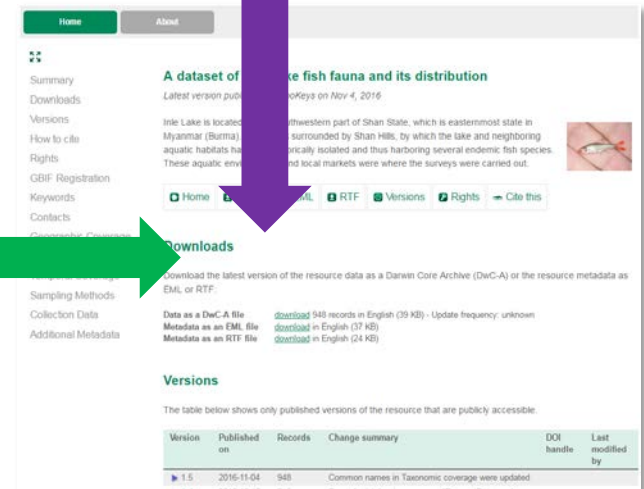 Home About
Summary
Downloads
Versions
How to cite
Rights
GBIF Registration
Keywords
Contacts
Geographic Coverage
Sampling Methods
Collection Data
Additional Metadata
A dataset of ke fish fauna and its distribution
Latest version pub ooKeys on Nov 4, 2016
Inle Lake is located thwestern part of Shan State, which is easternmost state in
Myanmar (Burma). surrounded by Shan Hills, by which the lake and neighboring
aquatic habitats ha orically isolated and thus harboring several endemic fish species.
These aquatic envi nd local markets were where the surveys were carried out.
Home ML RTF Versions Rights Cite this
Downloads
Download the latest version of the resource data as a Darwin Core Archive (DwC-A) or the resource metadata as
EML or RTF:
Data as a DwC-A file download 948 records in English (39 KB) - Update frequency: unknown
Metadata as an EML file download in English (37 KB)
Metadata as an RTF file download in English (24 KB)
Versions
The table below shows only published versions of the resource that are publicly accessible.
Version Published on Records Change summary DOI handle Last modified by
1.5 2016-11-04 948 Common names in Taxonomic coverage were updated